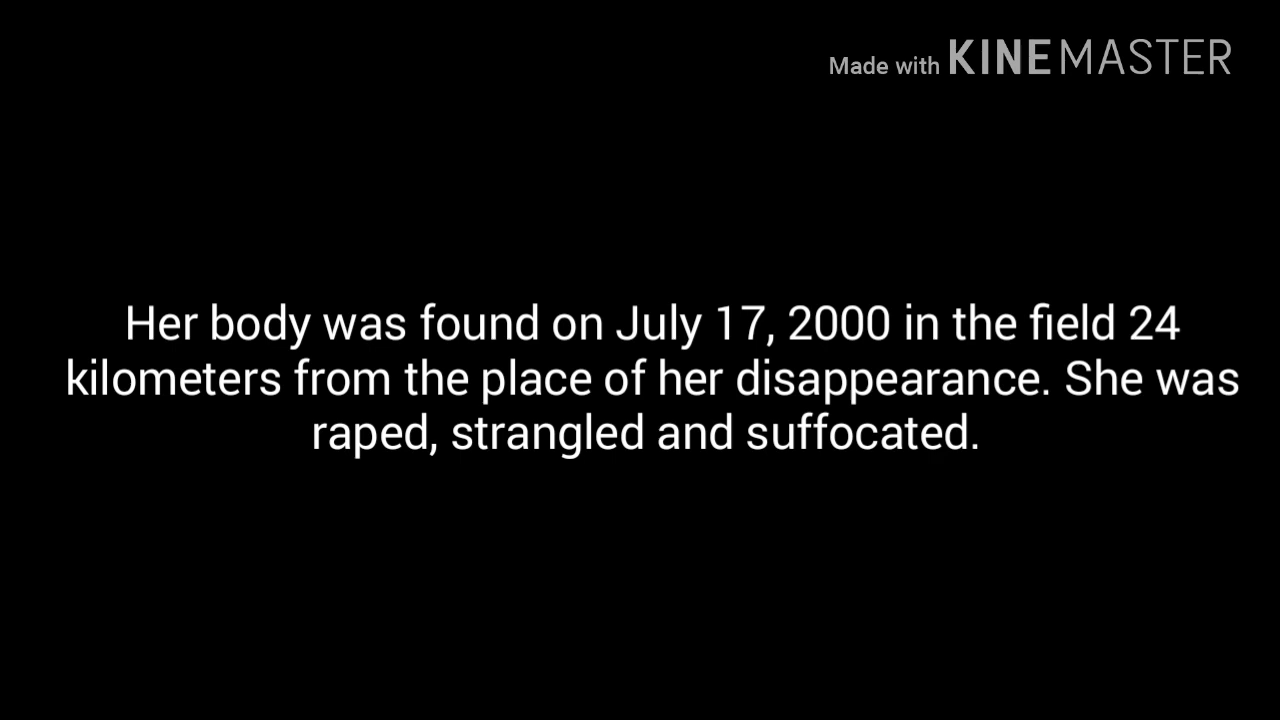 Made with KINEMASTER
Her body was found on July 17, 2000 in the field 24
kilometers from the place of her disappearance. She was
raped, strangled and suffocated.